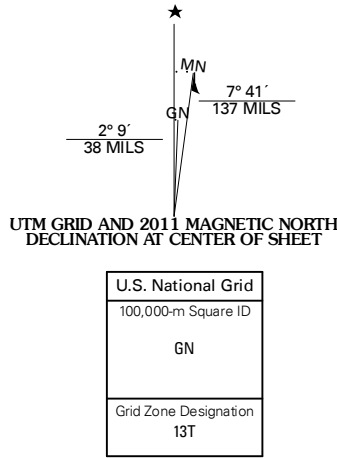 MN
7° 41´
137 MILS
GN
2° 9´
38 MILS
UTM GRID AND 2011 MAGNETIC NORTH
DECLINATION AT CENTER OF SHEET
U.S. National Grid
100,000-m Square ID
GN
Grid Zone Designation
13T